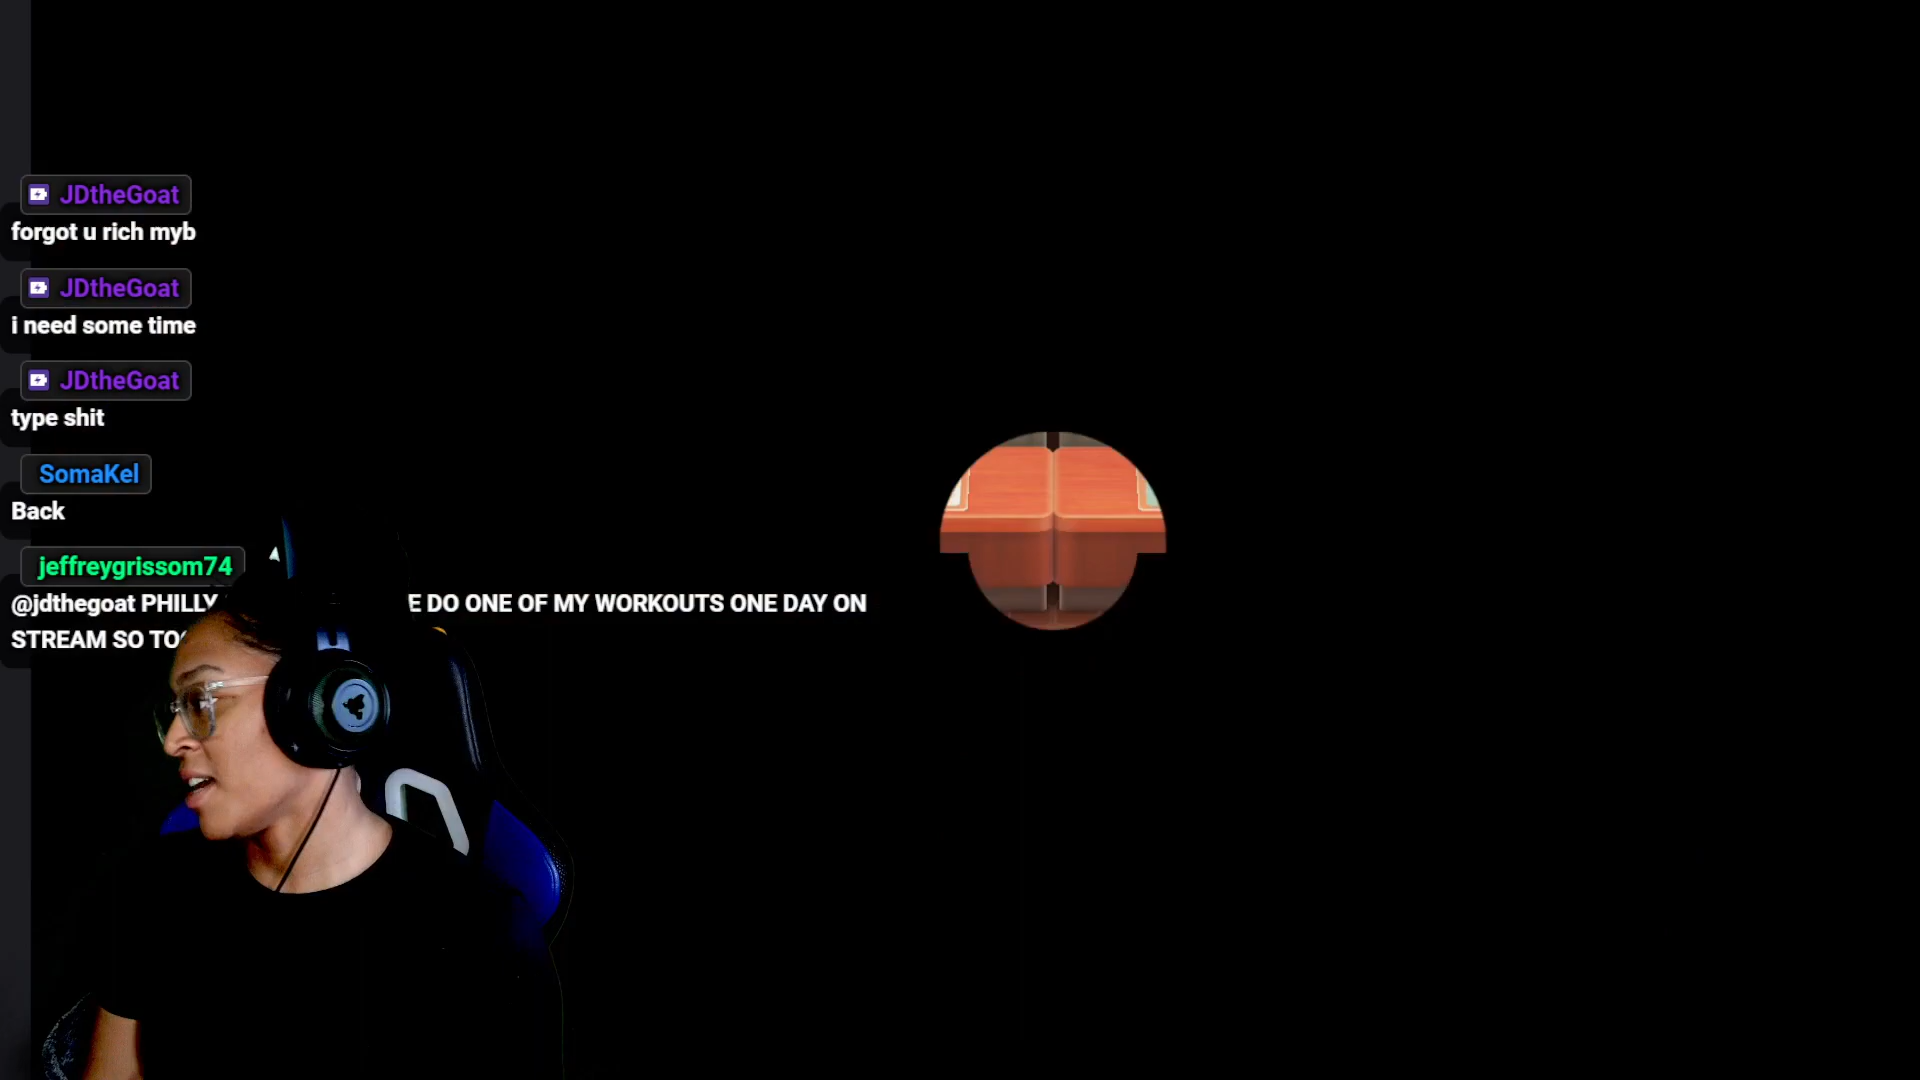 JDtheGoat
forgot u rich myb
JDtheGoat
i need some time
JDtheGoat
type shit
SomaKel
Back
jeffreygrissom74
@jdthegoat PHILLY E DO ONE OF MY WORKOUTS ONE DAY ON
STREAM SO